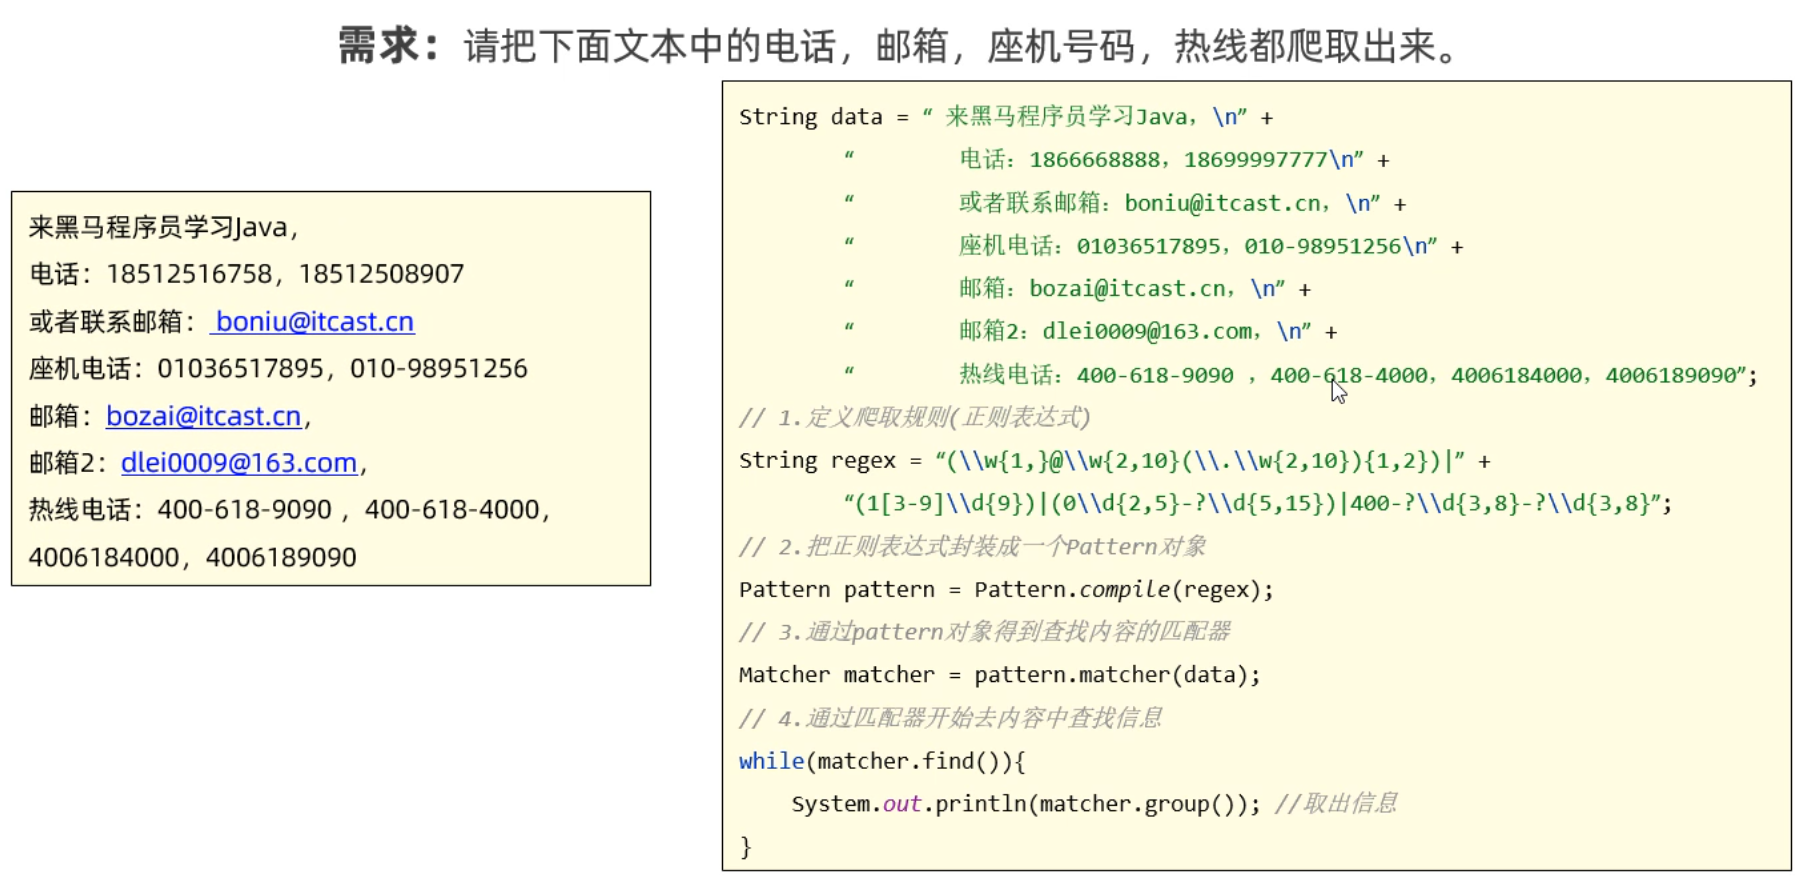 需求：请把下面文本中的电话，邮箱，座机号码，热线都爬取出来。
来黑马程序员学习Java，
电话：18512516758，18512508907
或者联系邮箱： boniu@itcast.cn
座机电话：01036517895，010-98951256
邮箱：bozai@itcast.cn，
邮箱2：dlei0009@163.com，
热线电话：400-618-9090 ，400-618-4000，
4006184000，4006189090
String data = “ 来黑马程序员学习Java，\n” +
“ 电话：1866668888，18699997777\n” +
“ 或者联系邮箱：boniu@itcast.cn，\n” +
“ 座机电话：01036517895，010-98951256\n” +
“ 邮箱：bozai@itcast.cn，\n” +
“ 邮箱2：dlei0009@163.com，\n” +
“ 热线电话：400-618-9090 ，400-618-4000，4006184000，4006189090”;
// 1.定义爬取规则(正则表达式)
String regex = “(\\w{1,}@\\w{2,10}(\\.\\w{2,10}){1,2})|” +
“(1[3-9]\\d{9})|(0\\d{2,5}-?\\d{5,15})|400-?\\d{3,8}-?\\d{3,8}”;
// 2.把正则表达式封装成一个Pattern对象
Pattern pattern = Pattern.compile(regex);
// 3.通过pattern对象得到查找内容的匹配器
Matcher matcher = pattern.matcher(data);
// 4.通过匹配器开始去内容中查找信息
while(matcher.find()){
System.out.println(matcher.group()); //取出信息
}